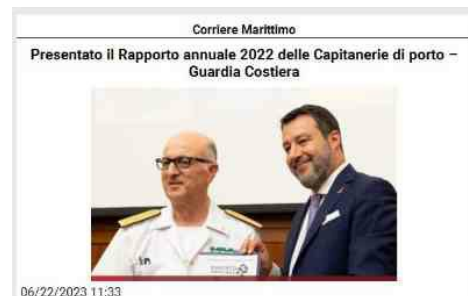 Corriere Marittimo
Presentato il Rapporto annuale 2022 delle Capitanerie di porto –
Guardia Costiera
06/22/2023 11:33